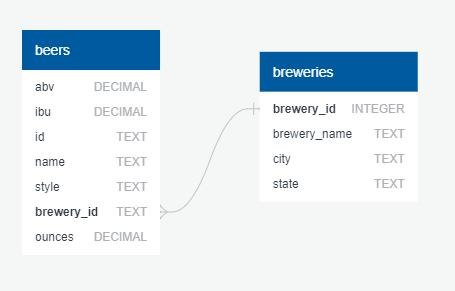 beers
abv DECIMAL
ibu DECIMAL
id TEXT
name TEXT
style TEXT
brewery_id TEXT
ounces DECIMAL
breweries
brewery_id INTEGER
brewery_name TEXT
city TEXT
state TEXT